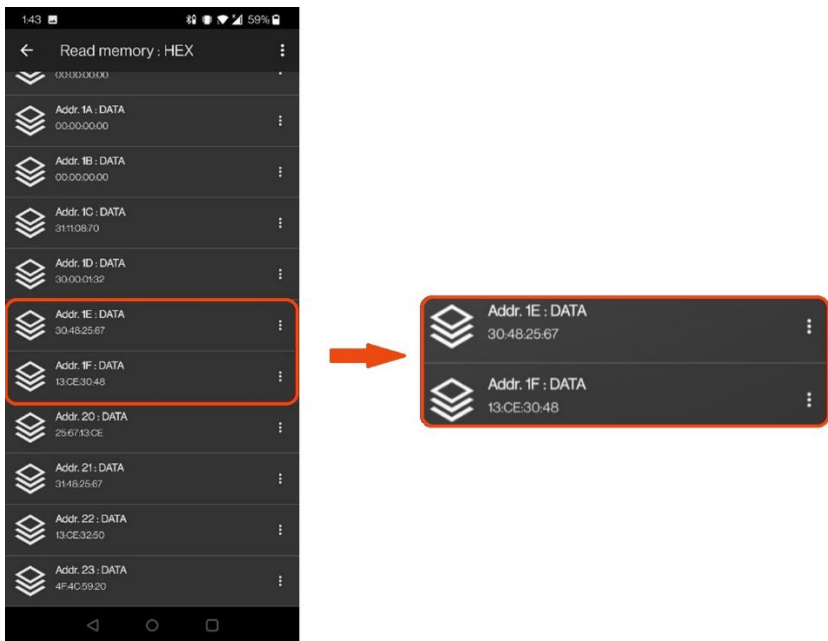 1:43 59%
Read memory : HEX
00:00:00:00
Addr. 1A : DATA
00:00:00:00
Addr. 1B : DATA
00:00:00:00
Addr. 1C : DATA
31:11:08:70
Addr. 1D : DATA
30:00:01:32
Addr. 1E : DATA
30:48:25:67
Addr. 1F : DATA
13:CE:30:48
Addr. 20 : DATA
25:67:13:CE
Addr. 21 : DATA
31:48:25:67
Addr. 22 : DATA
13:CE:32:50
Addr. 23 : DATA
4F:4C:59:20
Addr. 1E : DATA
30:48:25:67
Addr. 1F : DATA
13:CE:30:48